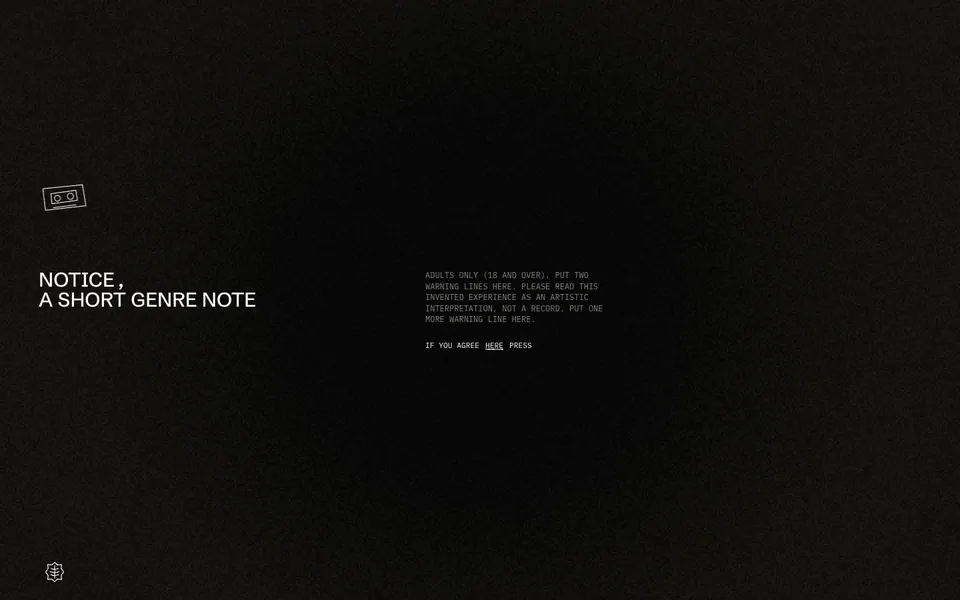 NOTICE,
A SHORT GENRE NOTE
ADULTS ONLY (18 AND OVER). PUT TWO
WARNING LINES HERE. PLEASE READ THIS
INVENTED EXPERIENCE AS AN ARTISTIC
INTERPRETATION, NOT A RECORD. PUT ONE
MORE WARNING LINE HERE.
IF YOU AGREE HERE PRESS